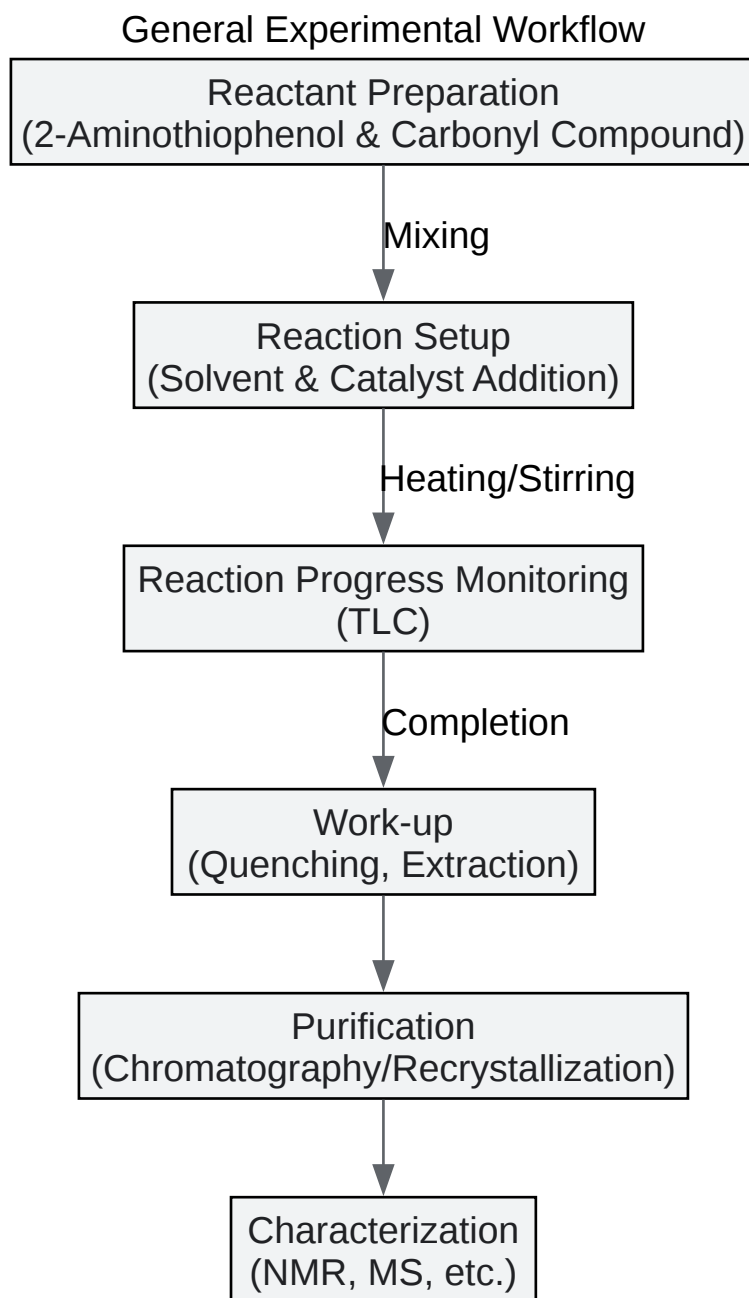 General Experimental Workflow
Reactant Preparation
(2-Aminothiophenol & Carbonyl Compound)
Mixing
Reaction Setup
(Solvent & Catalyst Addition)
Heating/Stirring
Reaction Progress Monitoring
(TLC)
Completion
Work-up
(Quenching, Extraction)
Purification
(Chromatography/Recrystallization)
Characterization
(NMR, MS, etc.)